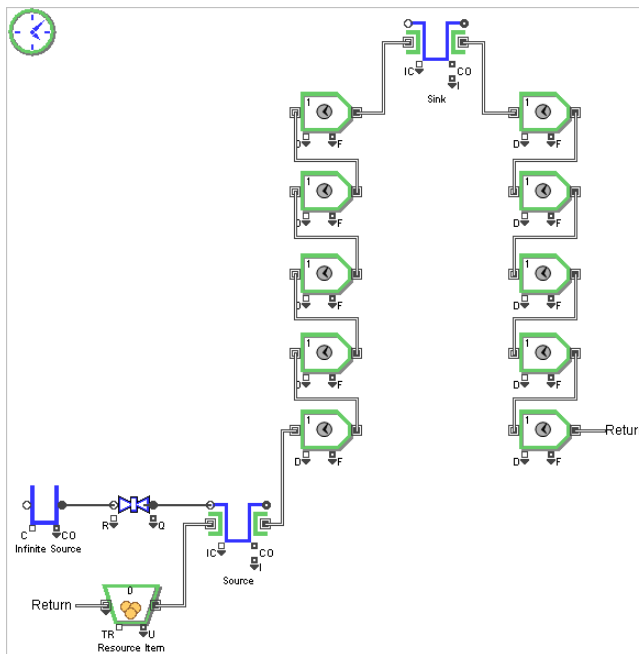 IC
CO
I
Sink
1
D
F
1
D
F
1
D
F
1
D
F
1
D
F
1
D
F
1
D
F
1
D
F
1
D
F
1
D
F
Retur
C
CO
Infinite Source
R
Q
IC
CO
I
Source
Return
0
TR
U
Resource Item